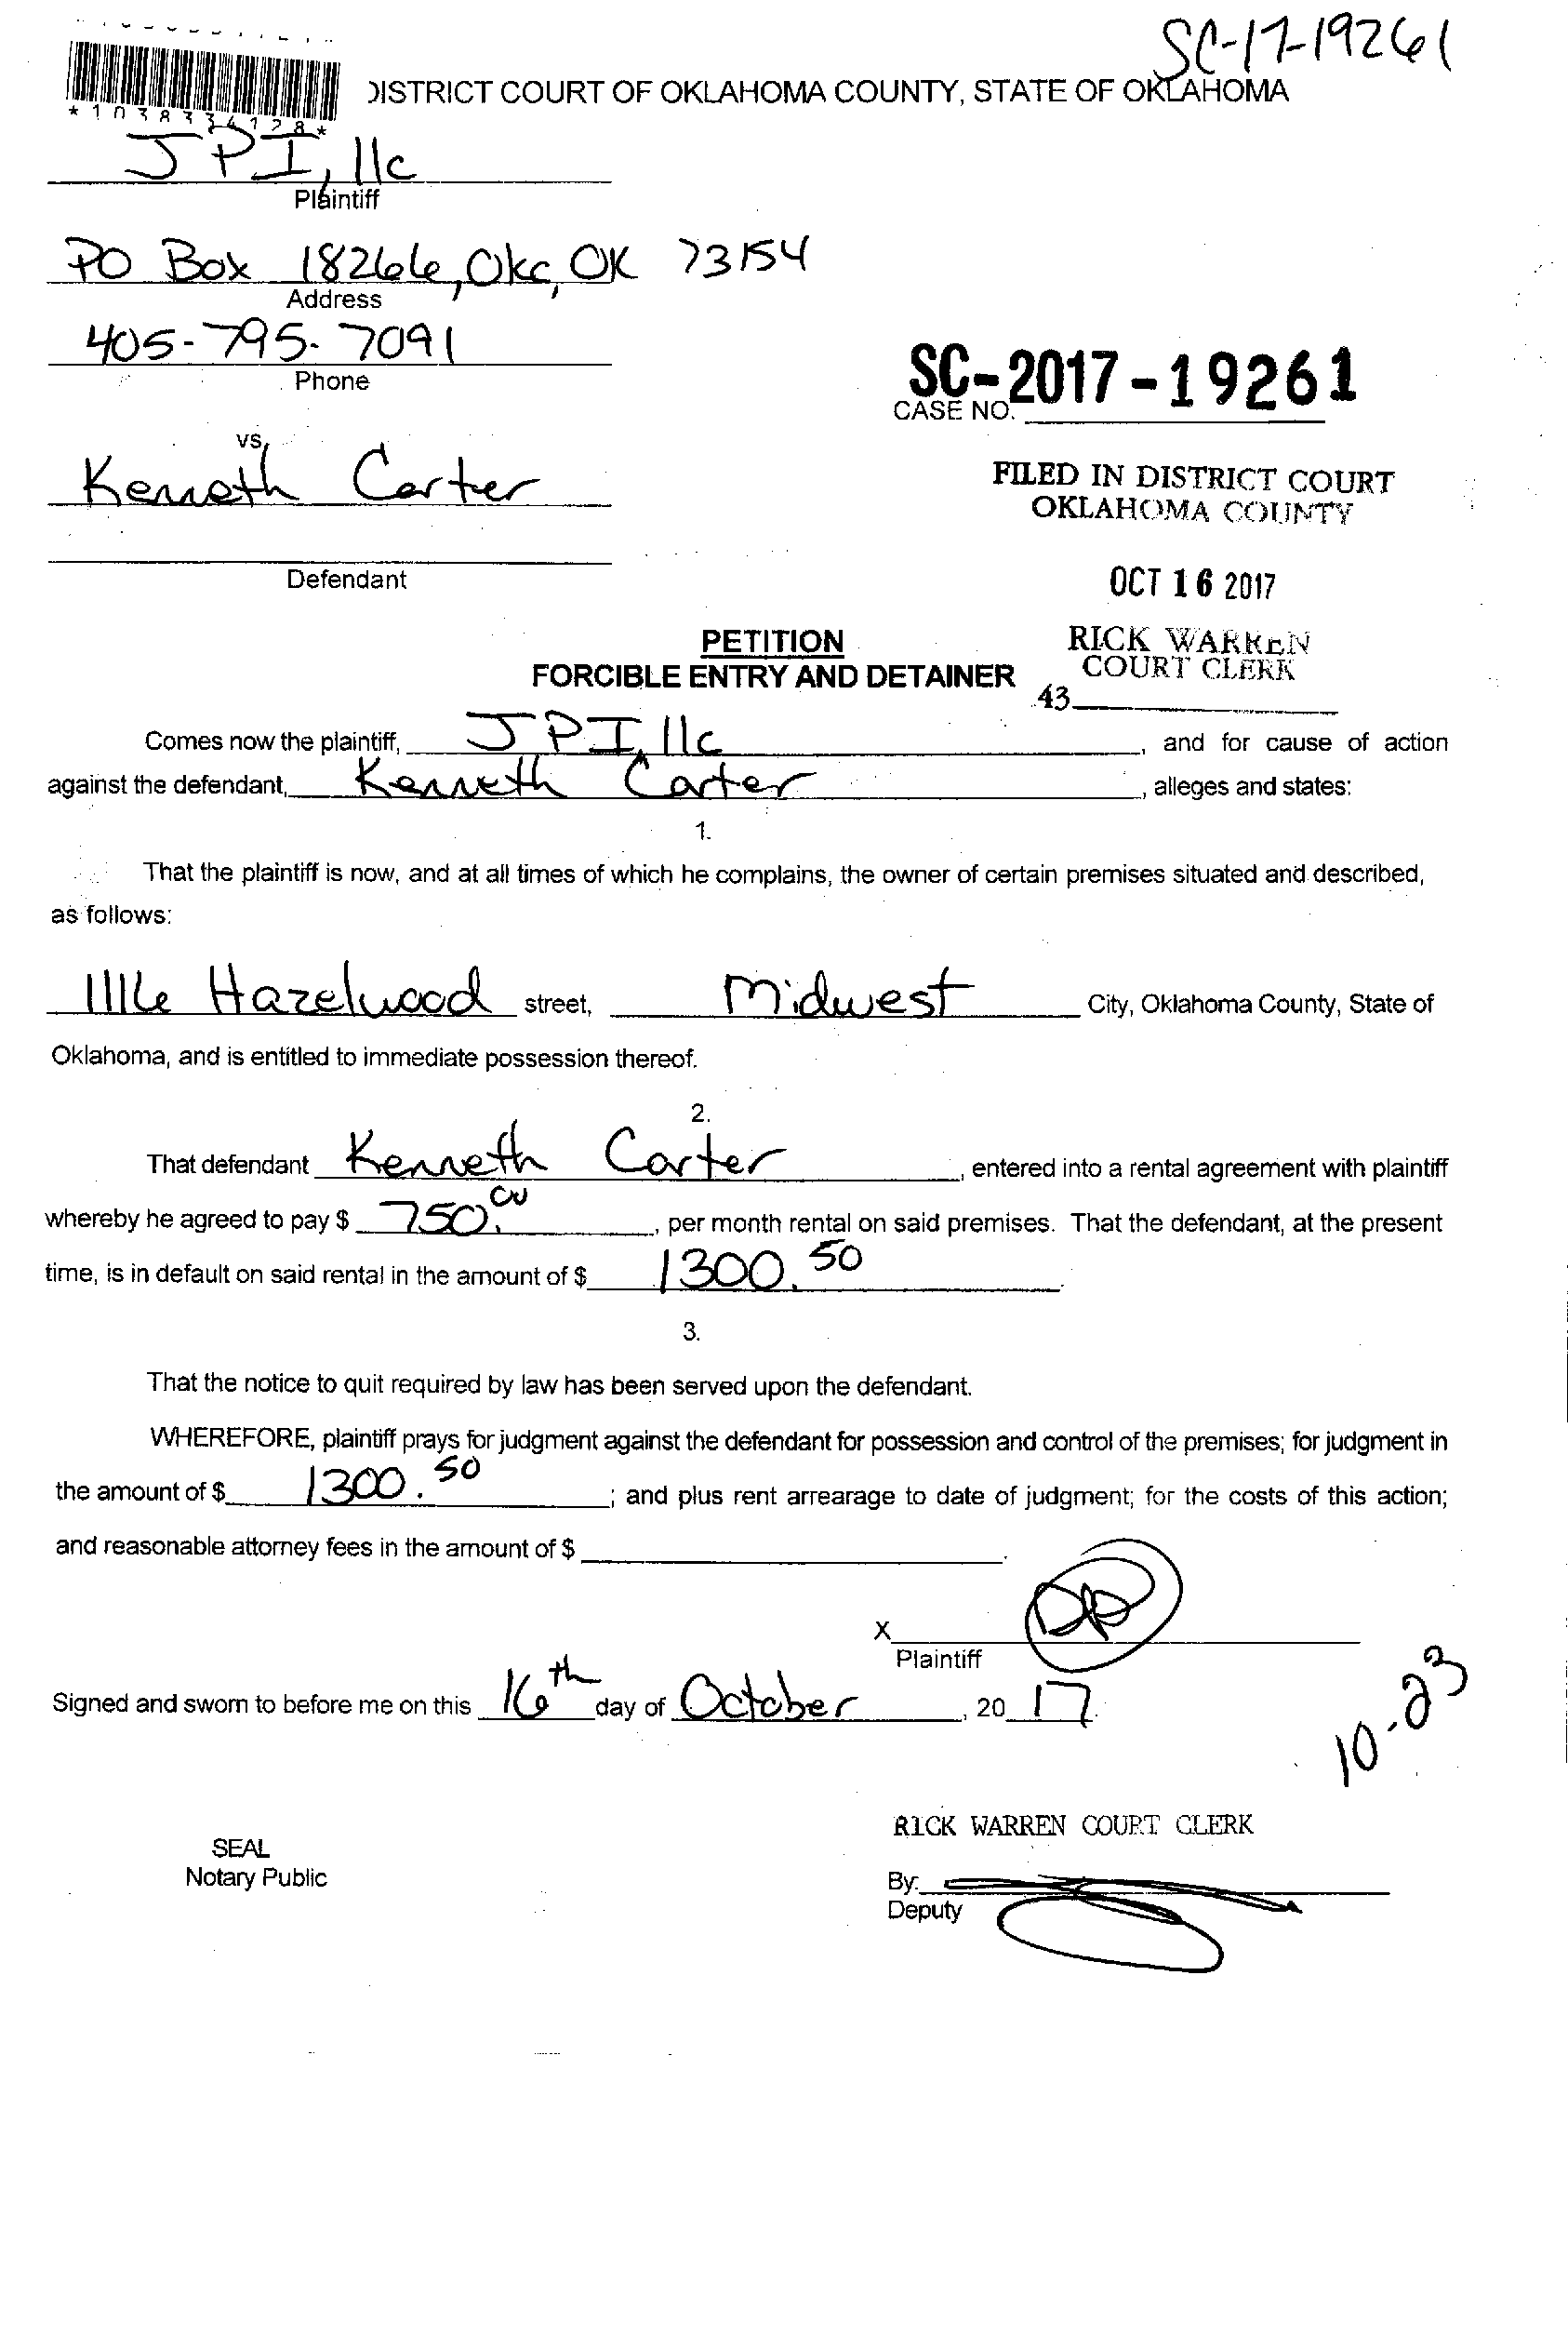 SC-17-19261
DISTRICT COURT OF OKLAHOMA COUNTY, STATE OF OKLAHOMA
JPI, llc
Plaintiff
PO Box 18266, Okc, OK 73154
Address
405-795-7091
Phone
SC-2017-19261
CASE NO.
vs.
Kenneth Carter
FILED IN DISTRICT COURT
OKLAHOMA COUNTY
Defendant
OCT 16 2017
PETITION
RICK WARREN
FORCIBLE ENTRY AND DETAINER
COURT CLERK
43
Comes now the plaintiff, JPI, llc, and for cause of action
against the defendant, Kenneth Carter, alleges and states:
1.
That the plaintiff is now, and at all times of which he complains, the owner of certain premises situated and described,
as follows:
1116 Hazelwood street, Midwest City, Oklahoma County, State of
Oklahoma, and is entitled to immediate possession thereof.
2.
That defendant Kenneth Carter, entered into a rental agreement with plaintiff
whereby he agreed to pay $ 750.00, per month rental on said premises. That the defendant, at the present
time, is in default on said rental in the amount of $ 1300.50.
3.
That the notice to quit required by law has been served upon the defendant.
WHEREFORE, plaintiff prays for judgment against the defendant for possession and control of the premises; for judgment in
the amount of $ 1300.50; and plus rent arrearage to date of judgment; for the costs of this action;
and reasonable attorney fees in the amount of $ .
X
Plaintiff
Signed and sworn to before me on this 16th day of October, 2017.
10-23
RICK WARREN COURT CLERK
SEAL
Notary Public
By:
Deputy